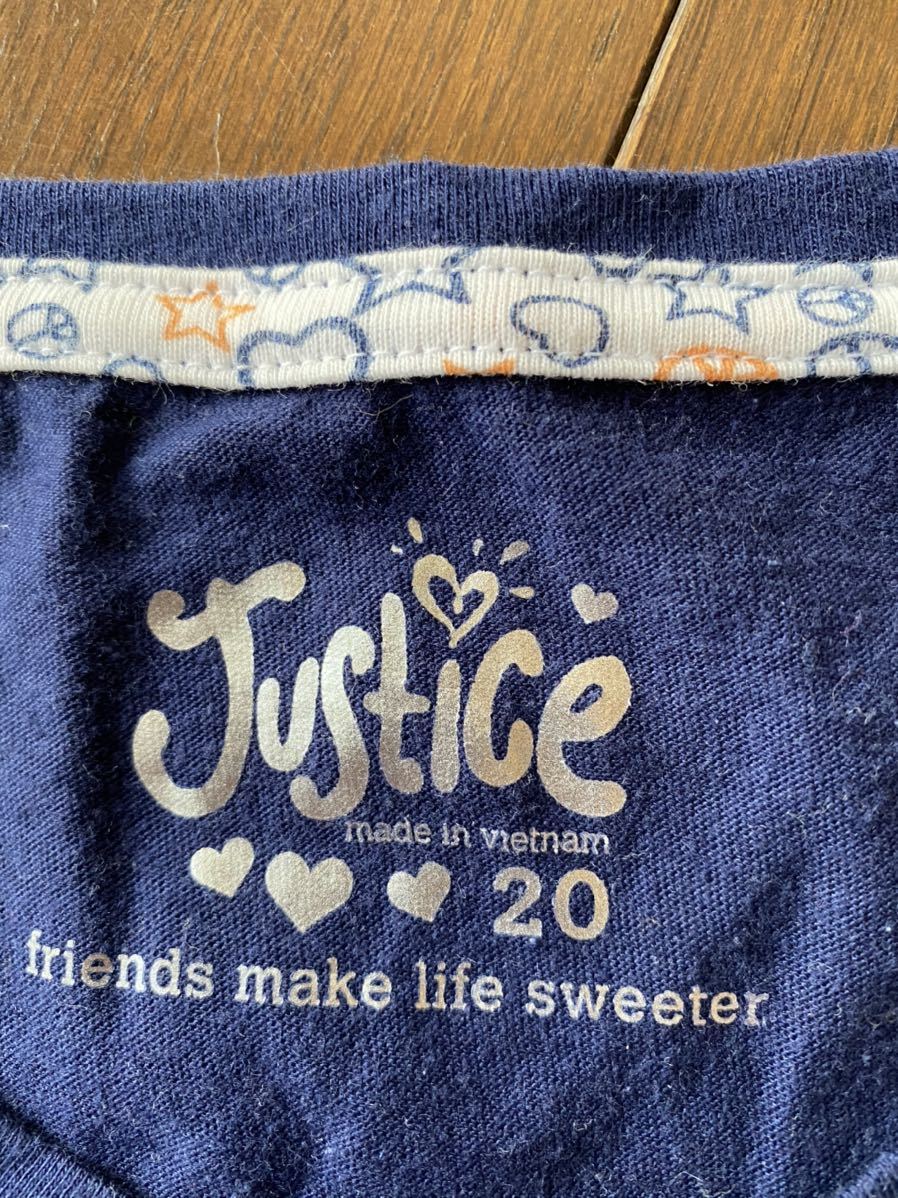 Justice
made in vietnam
20
friends make life sweeter.